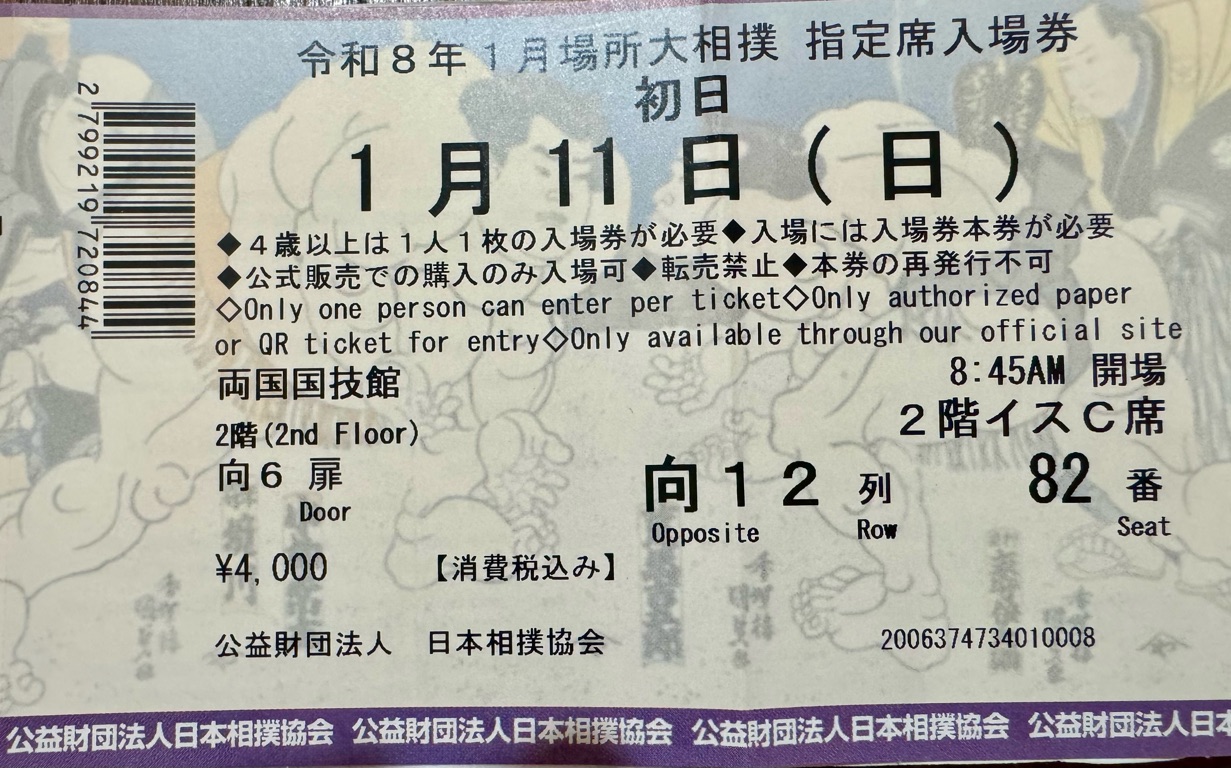 令和8年1月場所大相撲 指定席入場券
初日
1月11日(日)
◆4歳以上は1人1枚の入場券が必要◆入場には入場券本券が必要
◆公式販売での購入のみ入場可◆転売禁止◆本券の再発行不可
◇Only one person can enter per ticket◇Only authorized paper
or QR ticket for entry◇Only available through our official site
両国国技館
8:45AM 開場
2階(2nd Floor)
2階イスC席
向6 扉
Door
向12 列 82 番
Opposite Row Seat
¥4,000 【消費税込み】
公益財団法人 日本相撲協会
2006374734010008
2799219720844
公益財団法人日本相撲協会 公益財団法人日本相撲協会 公益財団法人日本相撲協会 公益財団法人日本